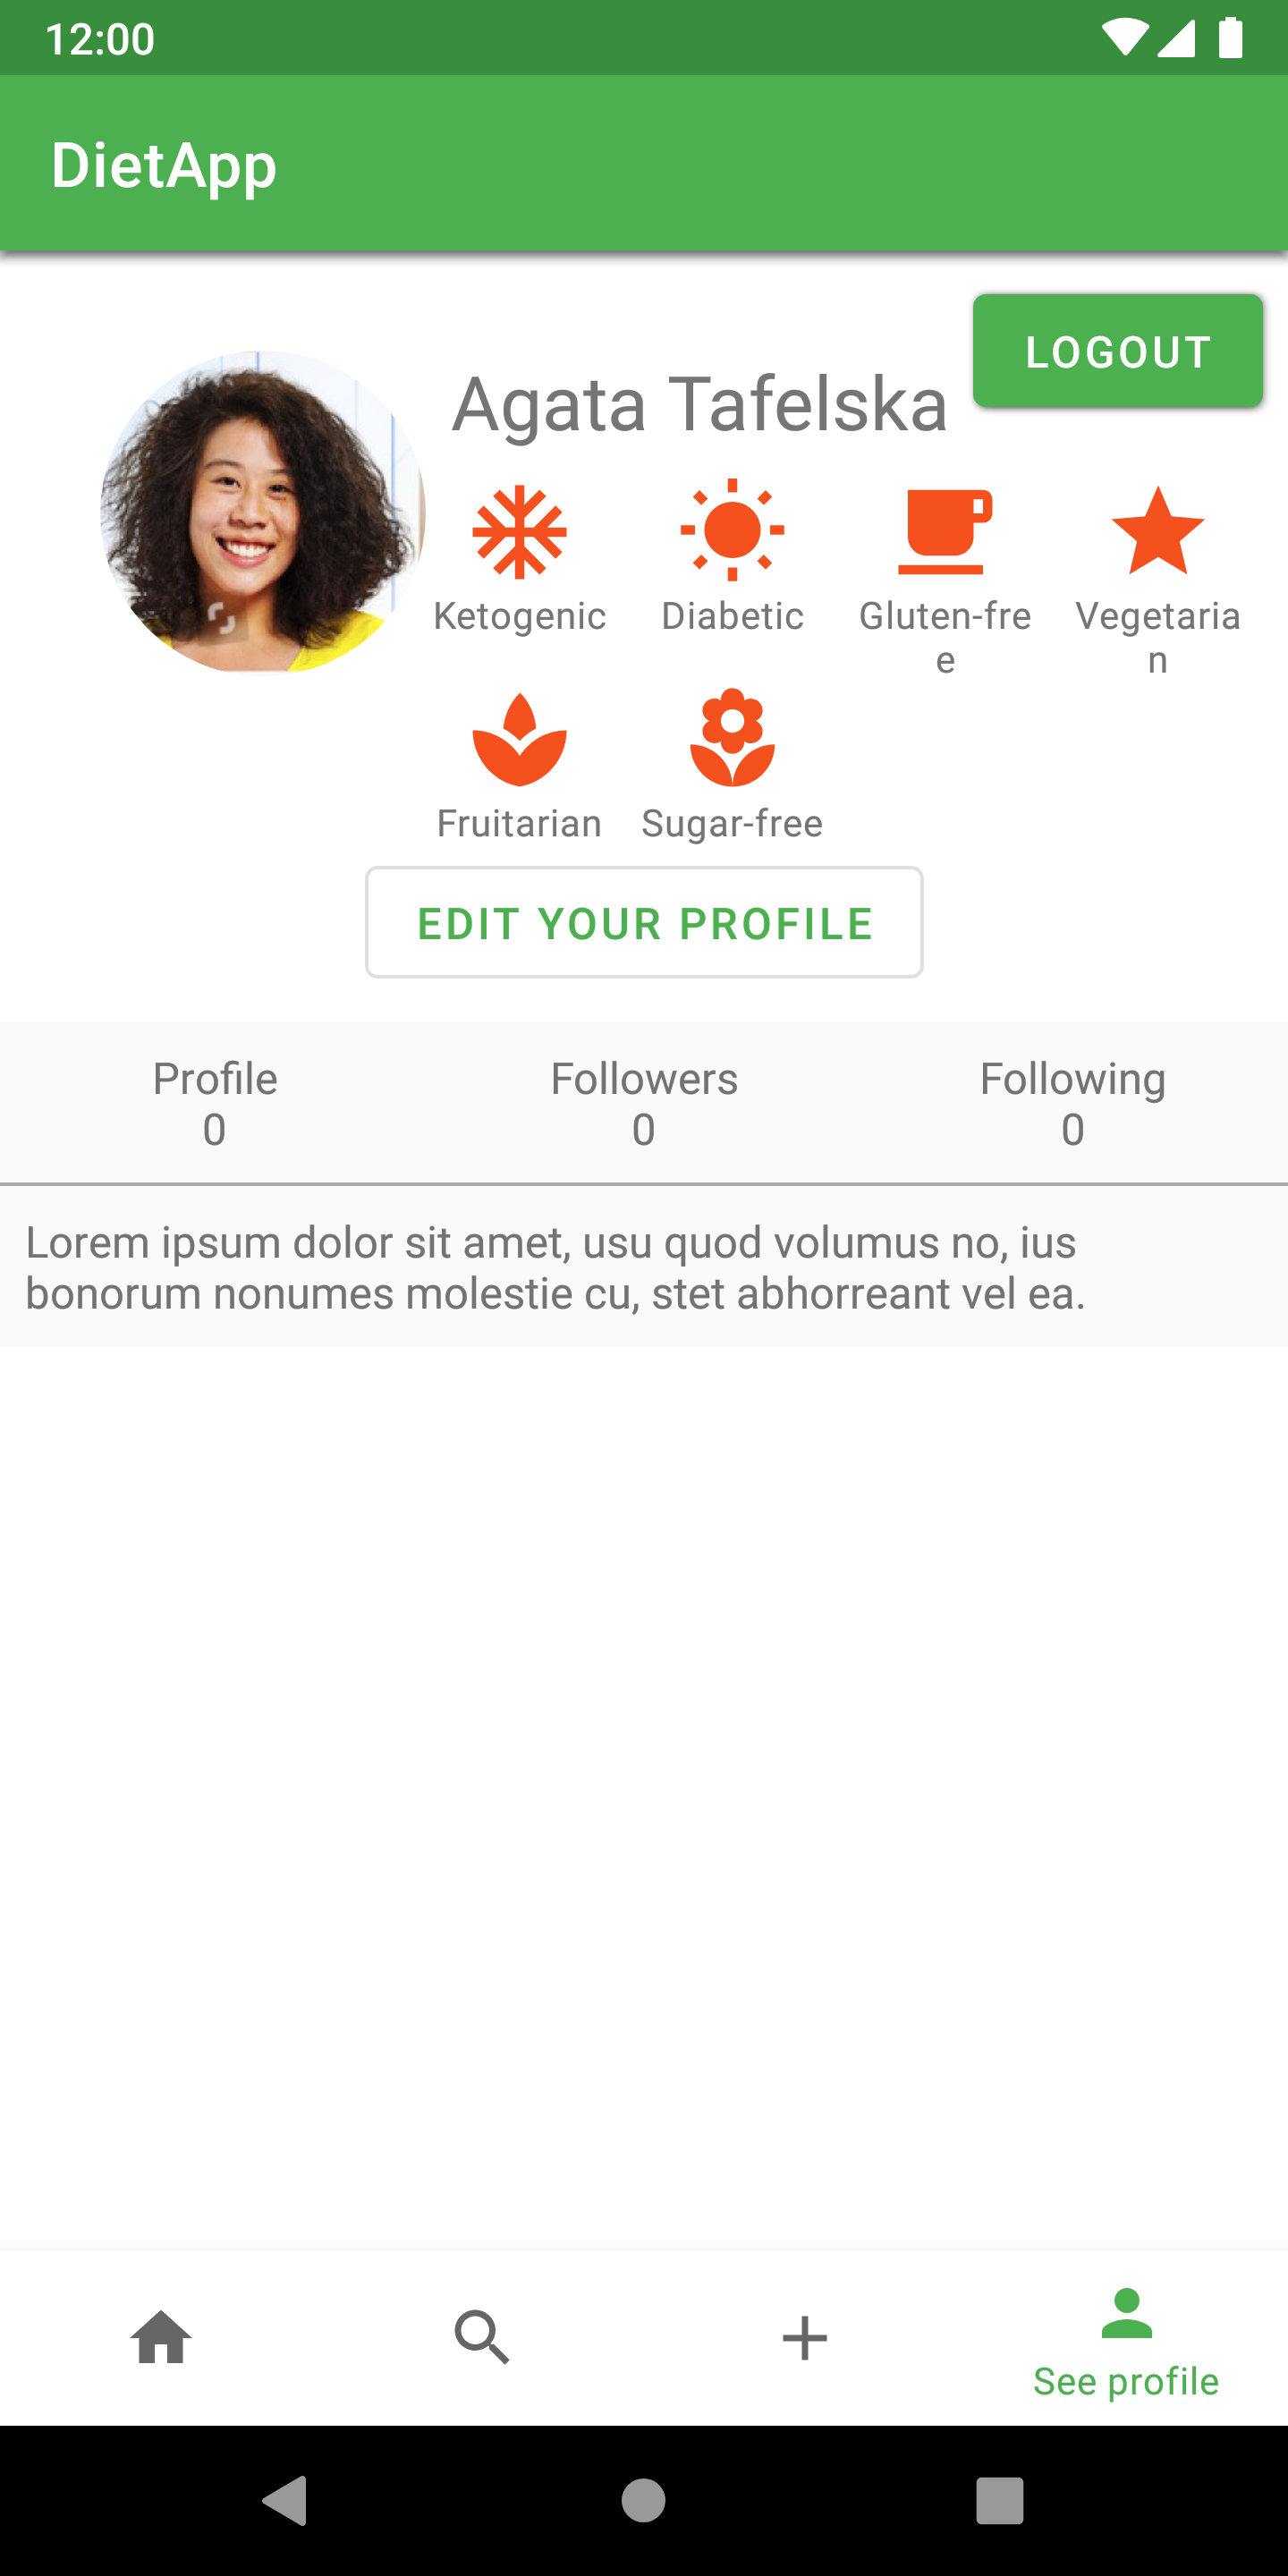 12:00
DietApp
LOGOUT
Agata Tafelska
Ketogenic
Diabetic
Gluten-fre
e
Vegetaria
n
Fruitarian
Sugar-free
EDIT YOUR PROFILE
Profile
0
Followers
0
Following
0
Lorem ipsum dolor sit amet, usu quod volumus no, ius
bonorum nonumes molestie cu, stet abhorreant vel ea.
See profile